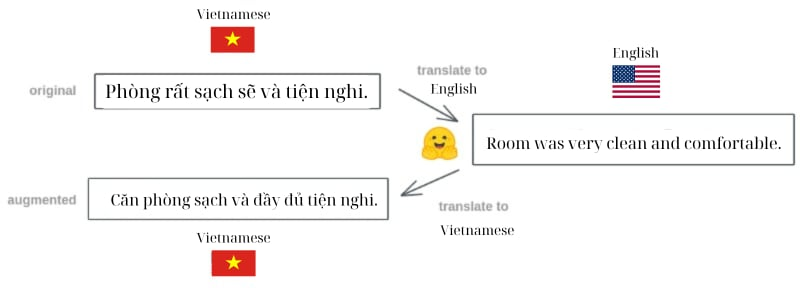 Vietnamese
English
original
Phòng rất sạch sẽ và tiện nghi.
translate to
English
Room was very clean and comfortable.
augmented
Căn phòng sạch và đầy đủ tiện nghi.
translate to
Vietnamese
Vietnamese